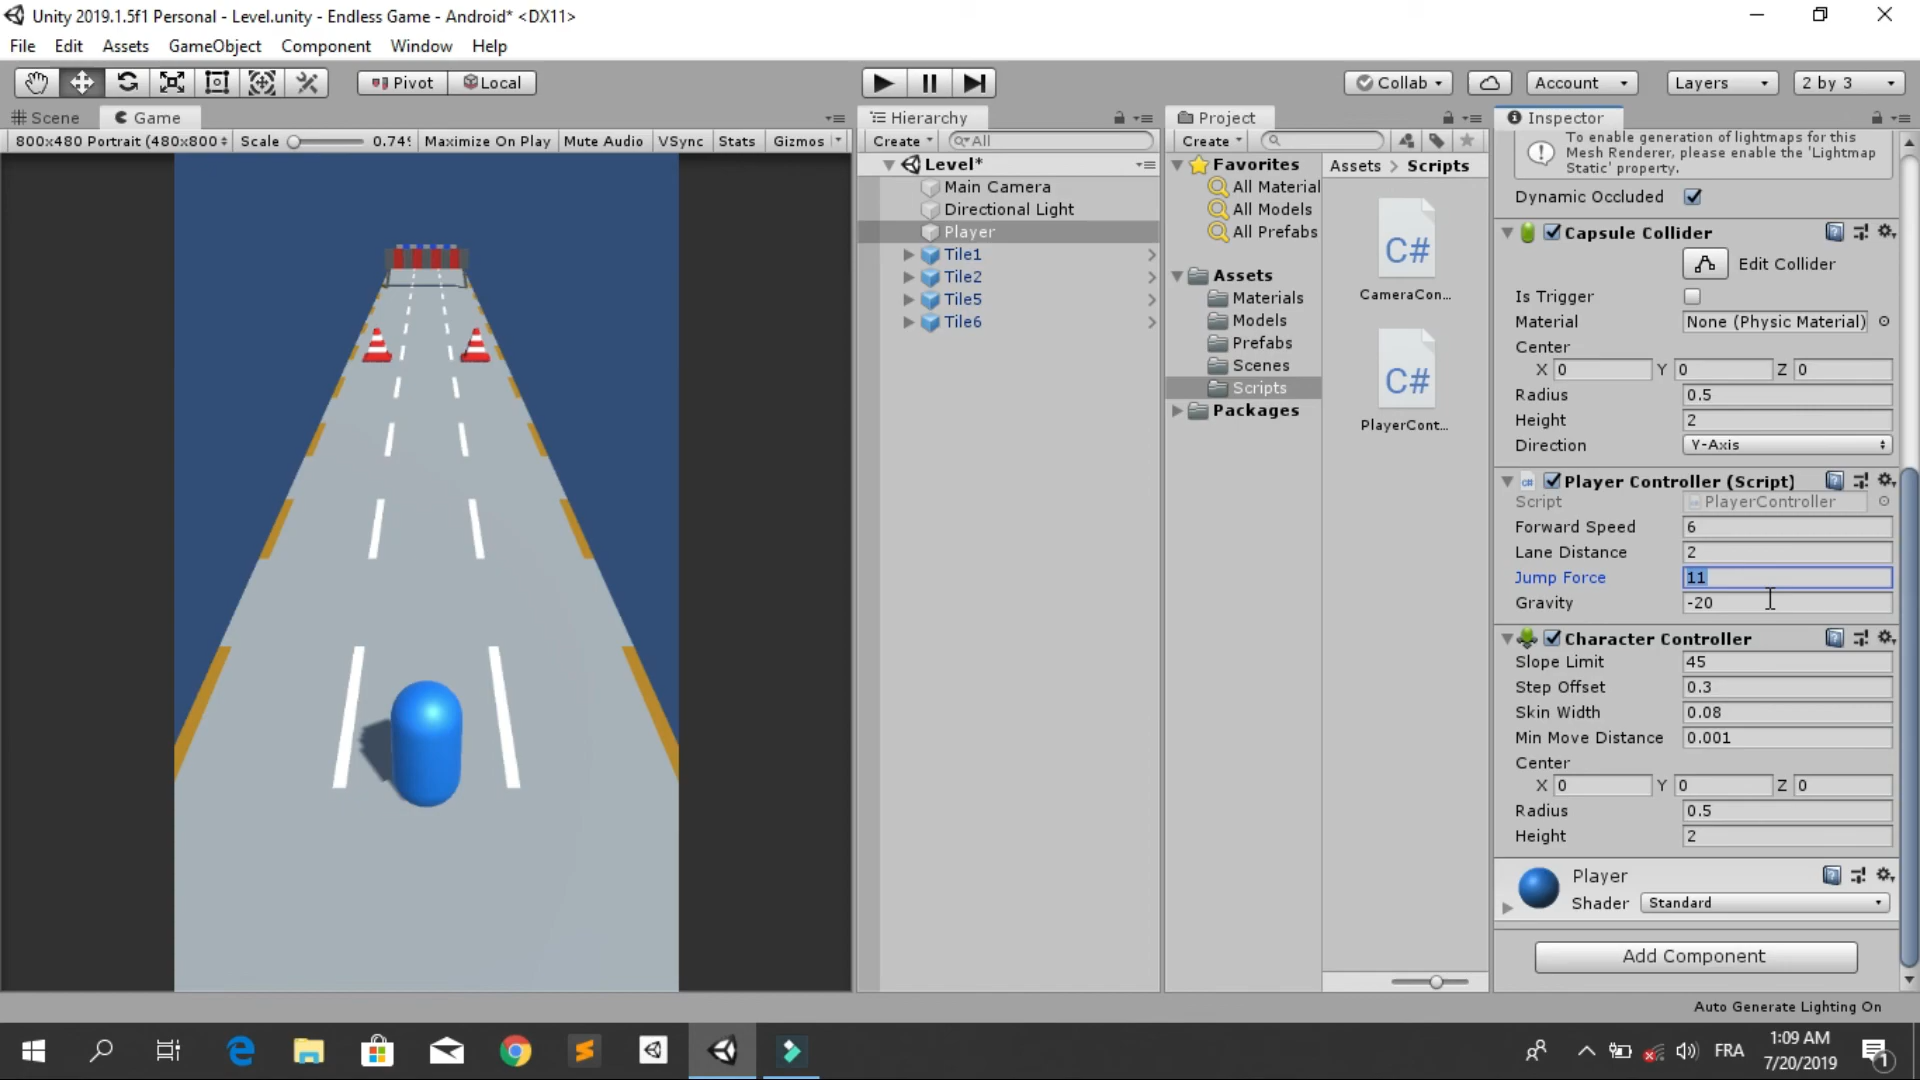 Unity 2019.1.5f1 Personal - Level.unity - Endless Game - Android* <DX11>
File Edit Assets GameObject Component Window Help
Pivot Local Collab Account Layers 2 by 3
Scene Game
800x480 Portrait (480x800 Scale 0.74 Maximize On Play Mute Audio VSync Stats Gizmos
Hierarchy
Create All
Level*
Main Camera
Directional Light
Player
Tile1
Tile2
Tile5
Tile6
Project
Create
Favorites
All Material
All Models
All Prefabs
Assets
Materials
Models
Prefabs
Scenes
Scripts
Packages
Assets > Scripts
C#
CameraCon...
C#
PlayerCont...
Inspector
To enable generation of lightmaps for this
Mesh Renderer, please enable the 'Lightmap
Static' property.
Dynamic Occluded
Capsule Collider
Edit Collider
Is Trigger
Material None (Physic Material)
Center
X 0 Y 0 Z 0
Radius 0.5
Height 2
Direction Y-Axis
Player Controller (Script)
Script PlayerController
Forward Speed 6
Lane Distance 2
Jump Force 11
Gravity -20
Character Controller
Slope Limit 45
Step Offset 0.3
Skin Width 0.08
Min Move Distance 0.001
Center
X 0 Y 0 Z 0
Radius 0.5
Height 2
Player
Shader Standard
Add Component
Auto Generate Lighting On
FRA
1:09 AM
7/20/2019
1